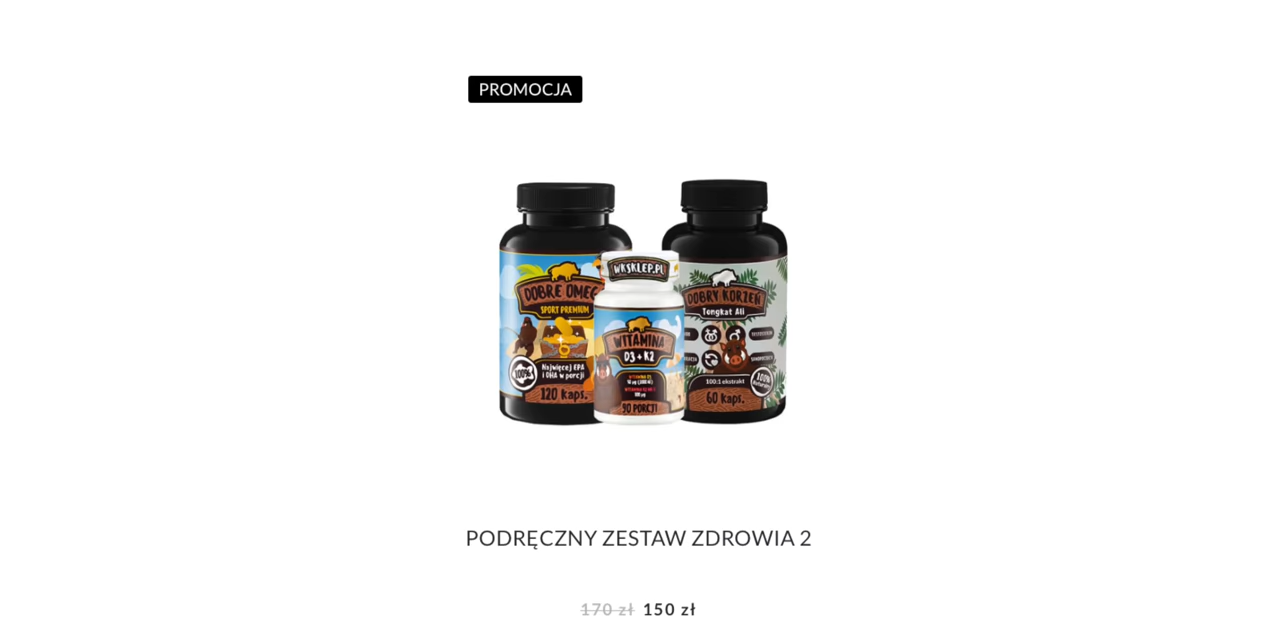 PROMOCJA
DOBRE OMEG
SPORT PREMIUM
Najwięcej EPA
i DHA w porcji
120 kaps.
WKSKLEP.PL
WITAMINA
D3 + K2
90 PORCJI
DOBRY KORZEŃ
Tongkat Ali
100:1 ekstrakt
100%
60 kaps.
PODRĘCZNY ZESTAW ZDROWIA 2
170 zł 150 zł